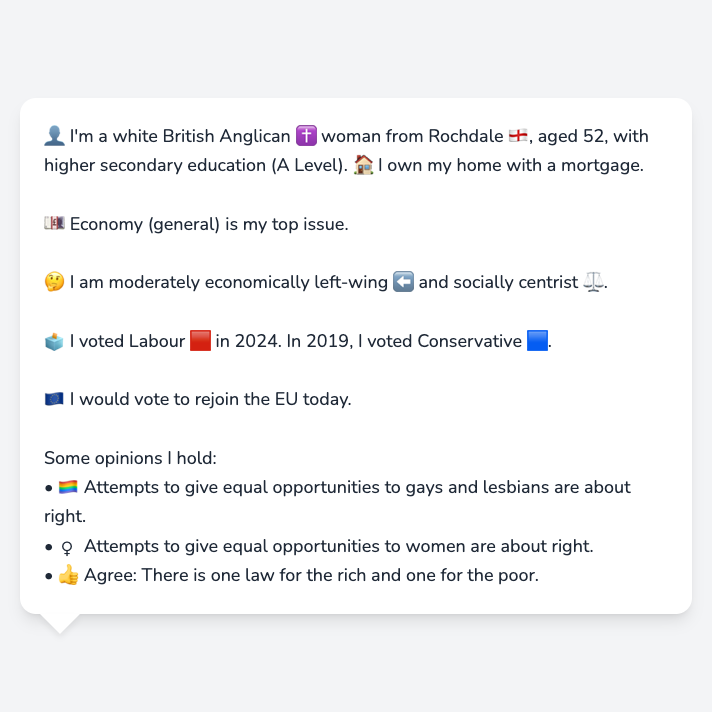 👤 I'm a white British Anglican ✝️ woman from Rochdale 🏴󠁧󠁢󠁥󠁮󠁧󠁿, aged 52, with
higher secondary education (A Level). 🏠 I own my home with a mortgage.
💷 Economy (general) is my top issue.
🤔 I am moderately economically left-wing ⬅️ and socially centrist ⚖️.
🗳️ I voted Labour 🟥 in 2024. In 2019, I voted Conservative 🟦.
🇪🇺 I would vote to rejoin the EU today.
Some opinions I hold:
• 🏳️‍🌈 Attempts to give equal opportunities to gays and lesbians are about
right.
• ♀ Attempts to give equal opportunities to women are about right.
• 👍 Agree: There is one law for the rich and one for the poor.